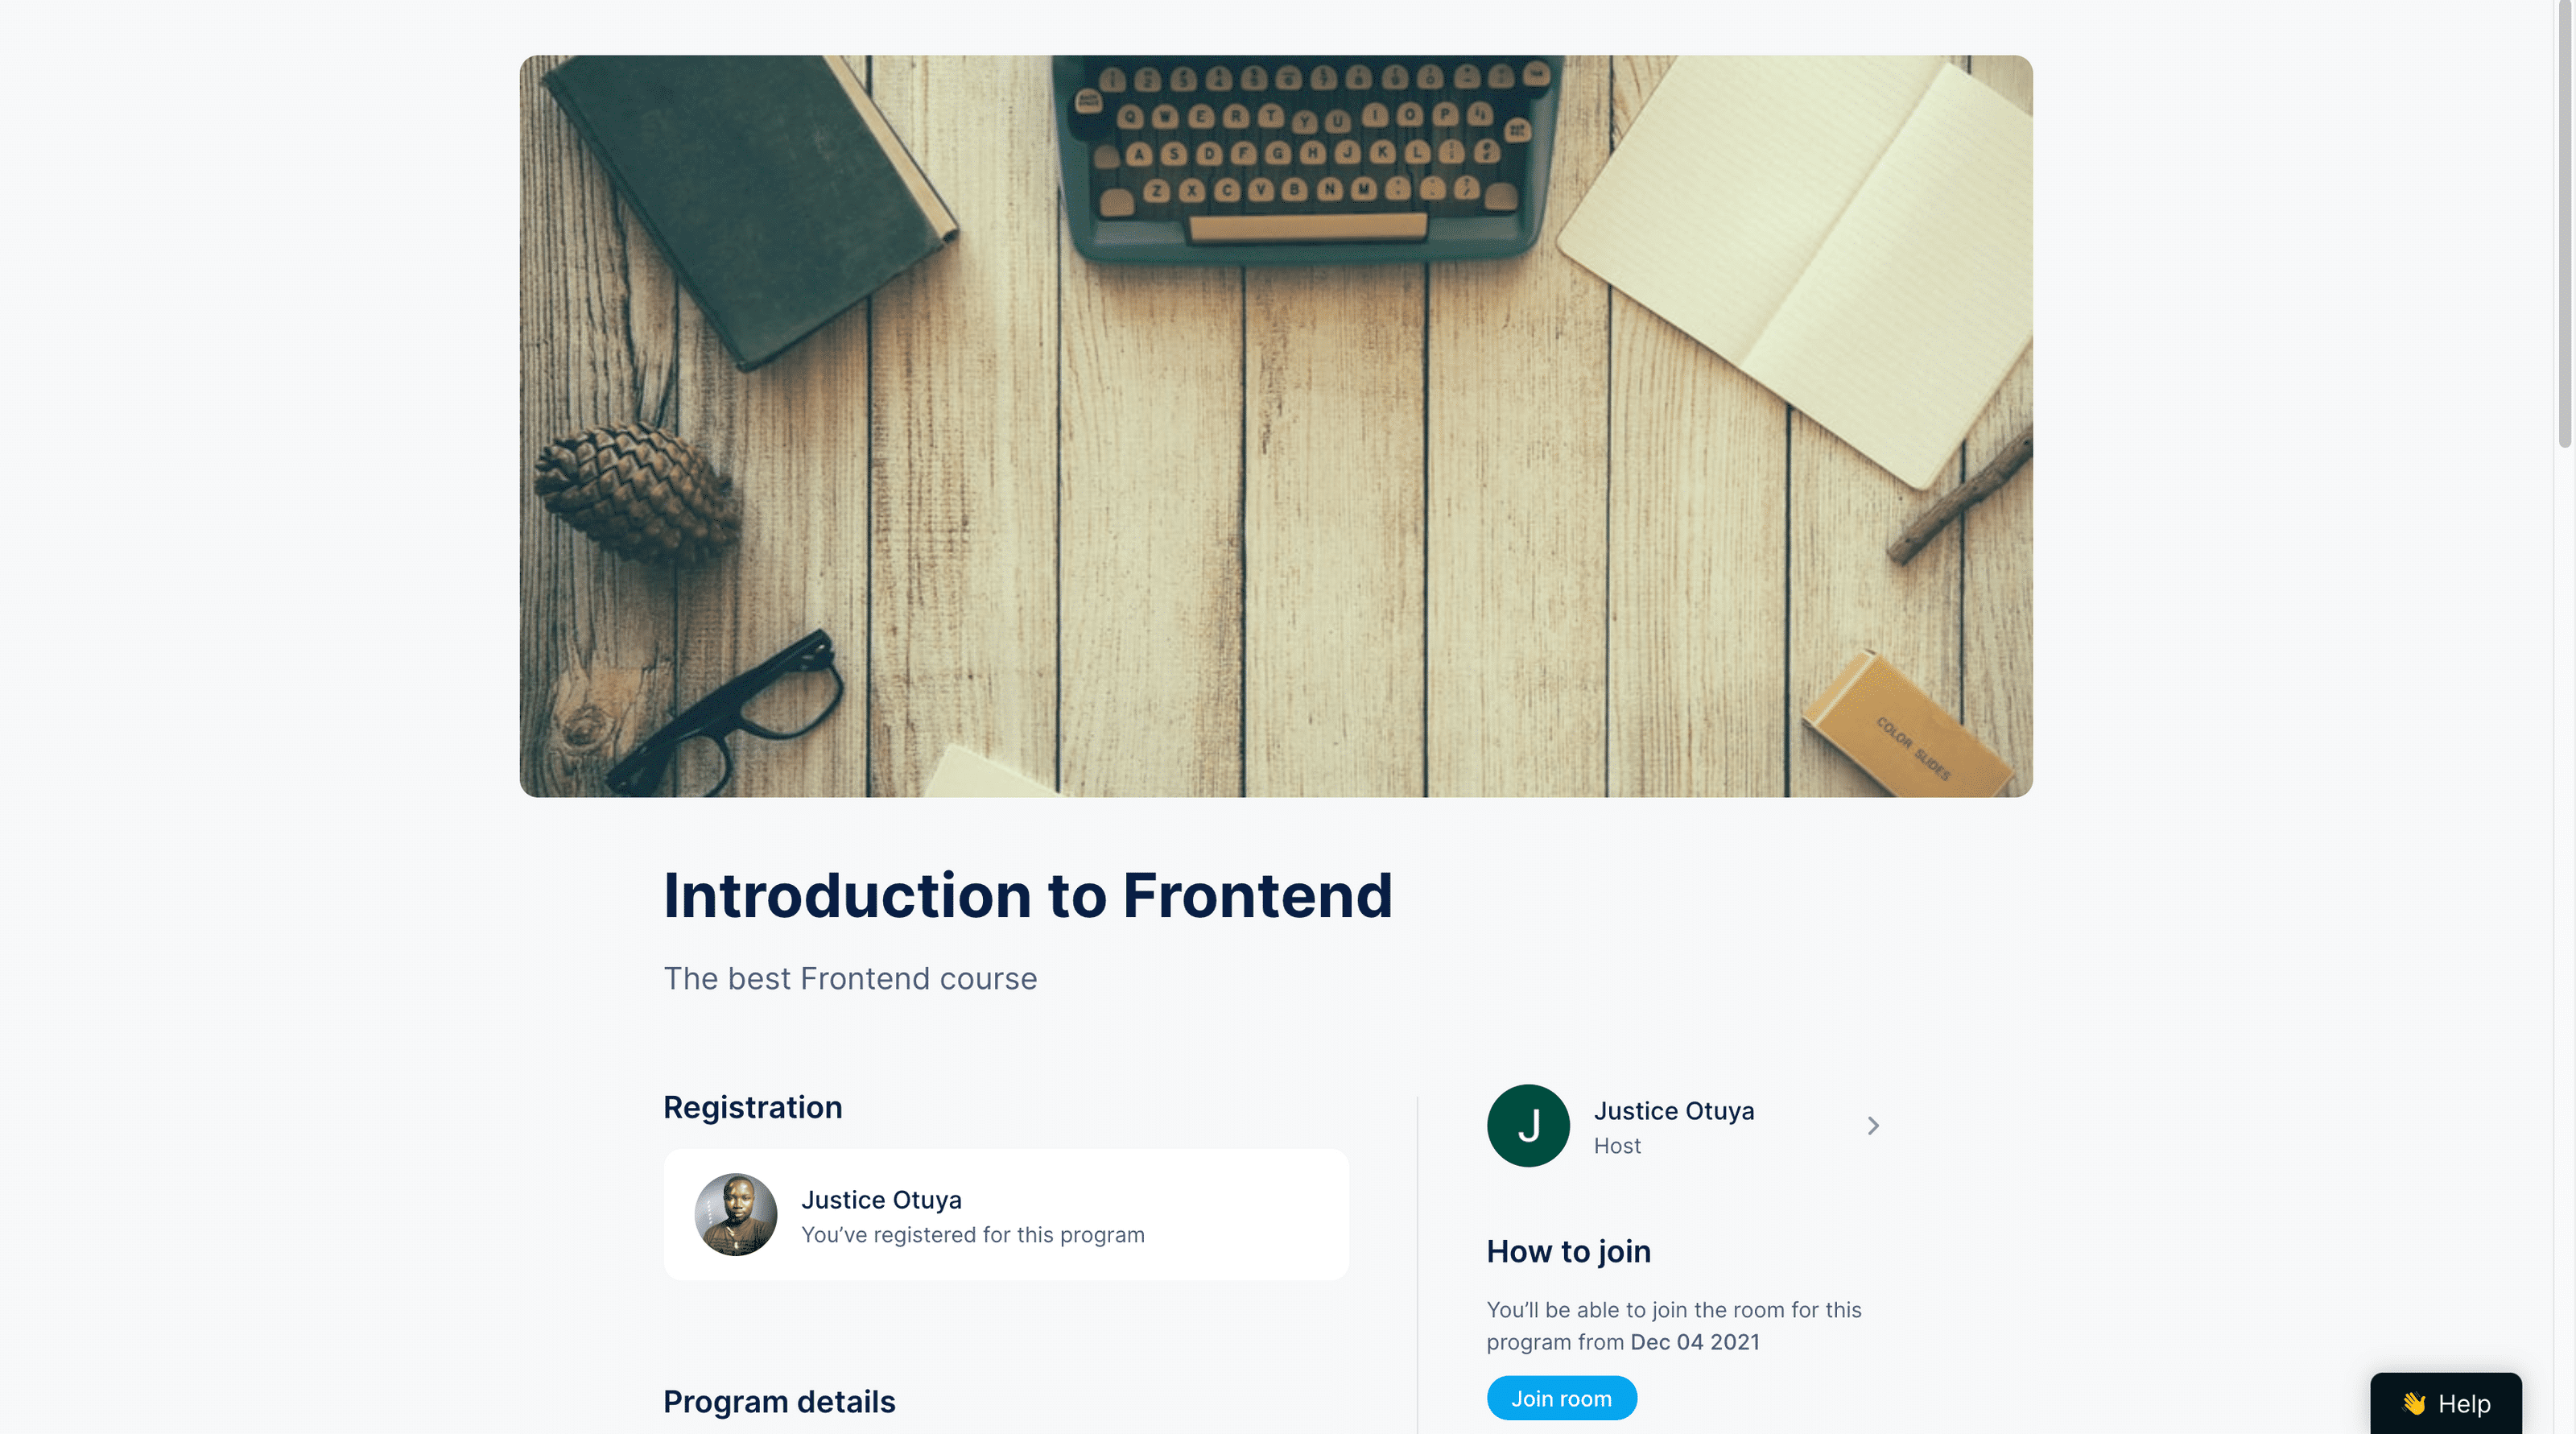 Q W E R T Y U I O P
A S D F G H J K L
Z X C V B N M
COLOR SLIDES
Introduction to Frontend
The best Frontend course
Registration
Justice Otuya
You’ve registered for this program
Program details
J
Justice Otuya
Host
How to join
You’ll be able to join the room for this
program from Dec 04 2021
Join room
👋 Help